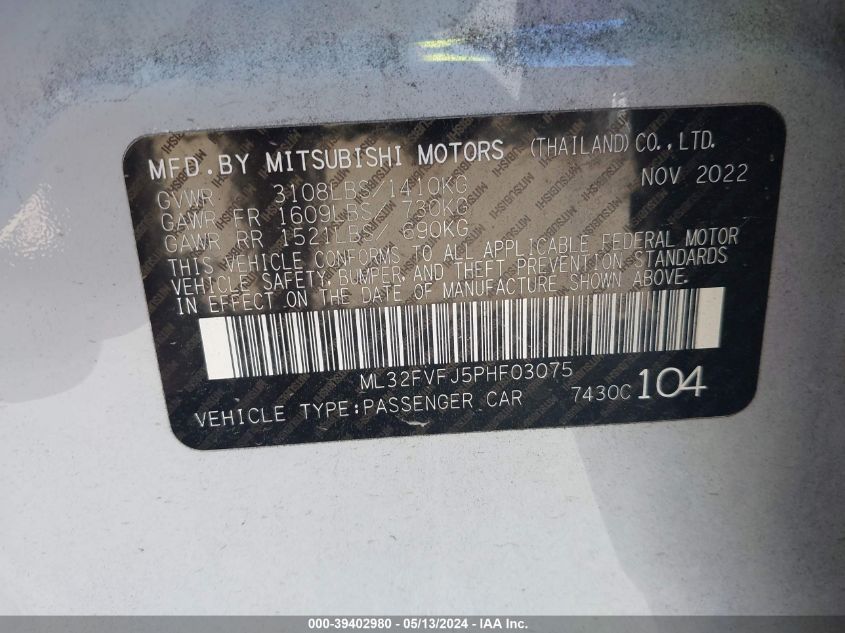 MFD.BY MITSUBISHI MOTORS (THAILAND)CO.,LTD.
GVWR 3108LBS/1410KG NOV 2022
GAWR FR 1609LBS/ 730KG
GAWR RR 1521LBS/ 690KG
THIS VEHICLE CONFORMS TO ALL APPLICABLE FEDERAL MOTOR
VEHICLE SAFETY,BUMPER,AND THEFT PREVENTION STANDARDS
IN EFFECT ON THE DATE OF MANUFACTURE SHOWN ABOVE.
ML32FVFJ5PHF03075
VEHICLE TYPE:PASSENGER CAR 7430C 104
000-39402980 - 05/13/2024 - IAA Inc.